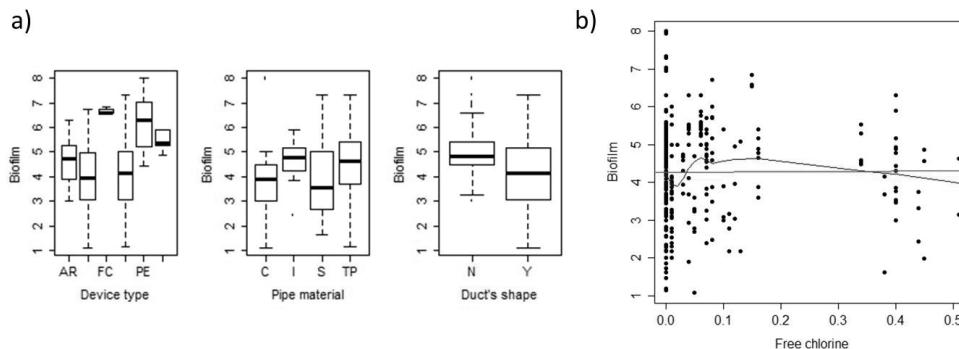 a)
8
7
6
5
4
3
2
1
Biofilm
AR FC PE
Device type
8
7
6
5
4
3
2
1
Biofilm
C I S TP
Pipe material
8
7
6
5
4
3
2
1
Biofilm
N Y
Duct's shape
b)
8
7
6
5
4
3
2
1
Biofilm
0.0 0.1 0.2 0.3 0.4 0.5
Free chlorine